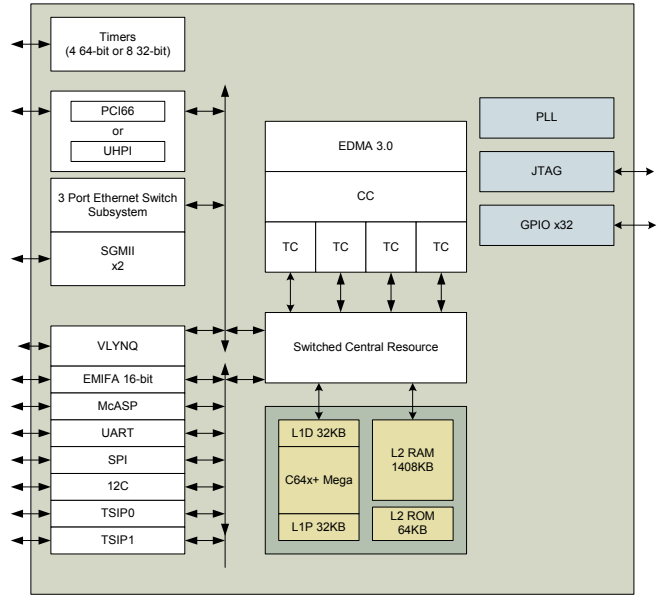 Timers
(4 64-bit or 8 32-bit)
PCI66
or
UHPI
3 Port Ethernet Switch
Subsystem
SGMII
x2
VLYNQ
EMIFA 16-bit
McASP
UART
SPI
12C
TSIP0
TSIP1
EDMA 3.0
CC
TC
TC
TC
TC
Switched Central Resource
L1D 32KB
C64x+ Mega
L1P 32KB
L2 RAM
1408KB
L2 ROM
64KB
PLL
JTAG
GPIO x32